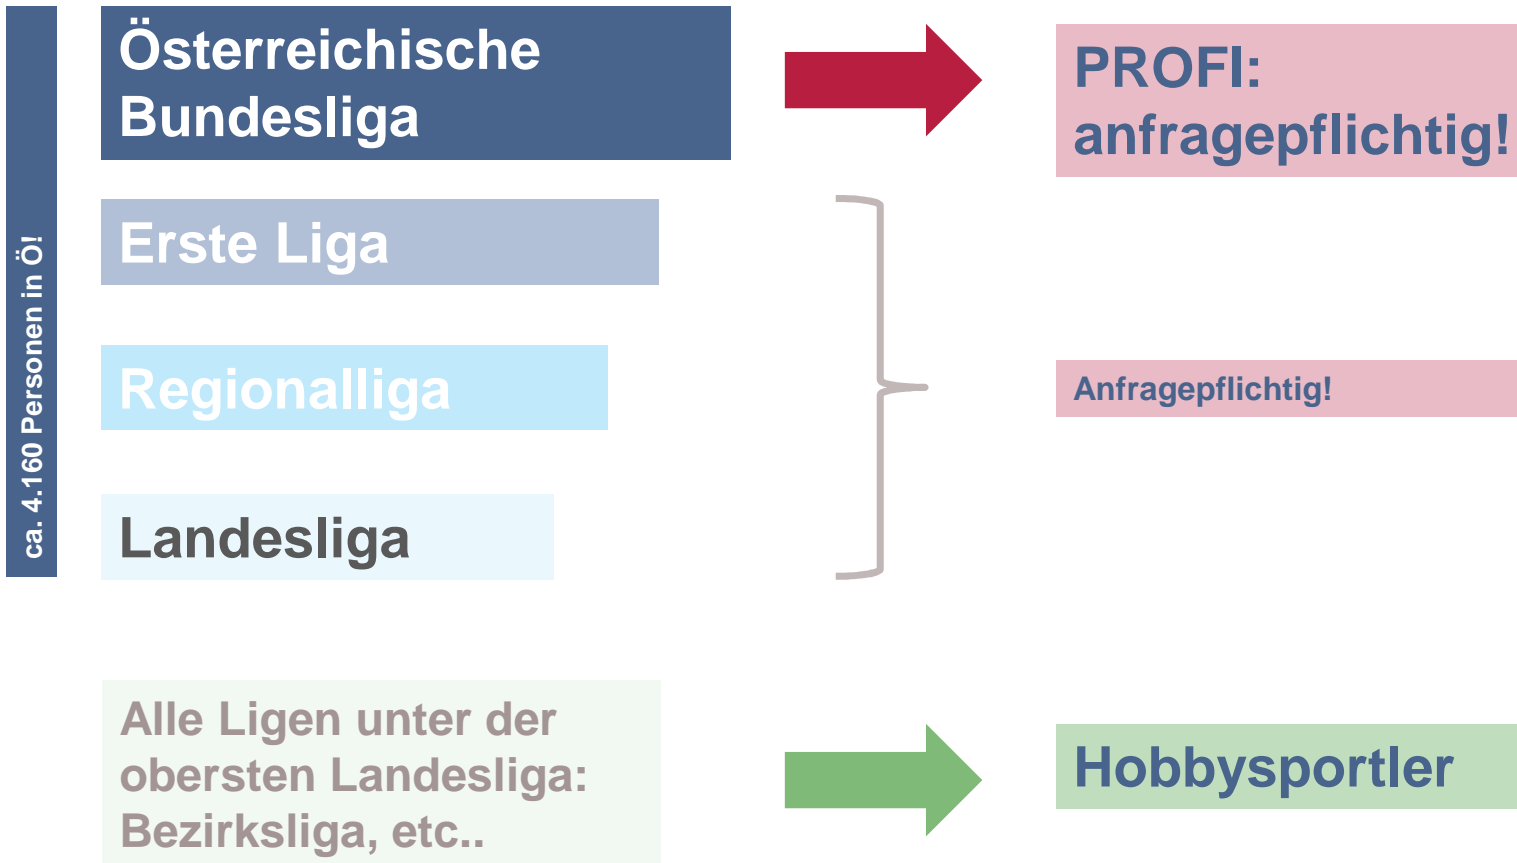 ca. 4.160 Personen in Ö!
Österreichische
Bundesliga
PROFI:
anfragepflichtig!
Erste Liga
Regionalliga
Anfragepflichtig!
Landesliga
Alle Ligen unter der
obersten Landesliga:
Bezirksliga, etc..
Hobbysportler